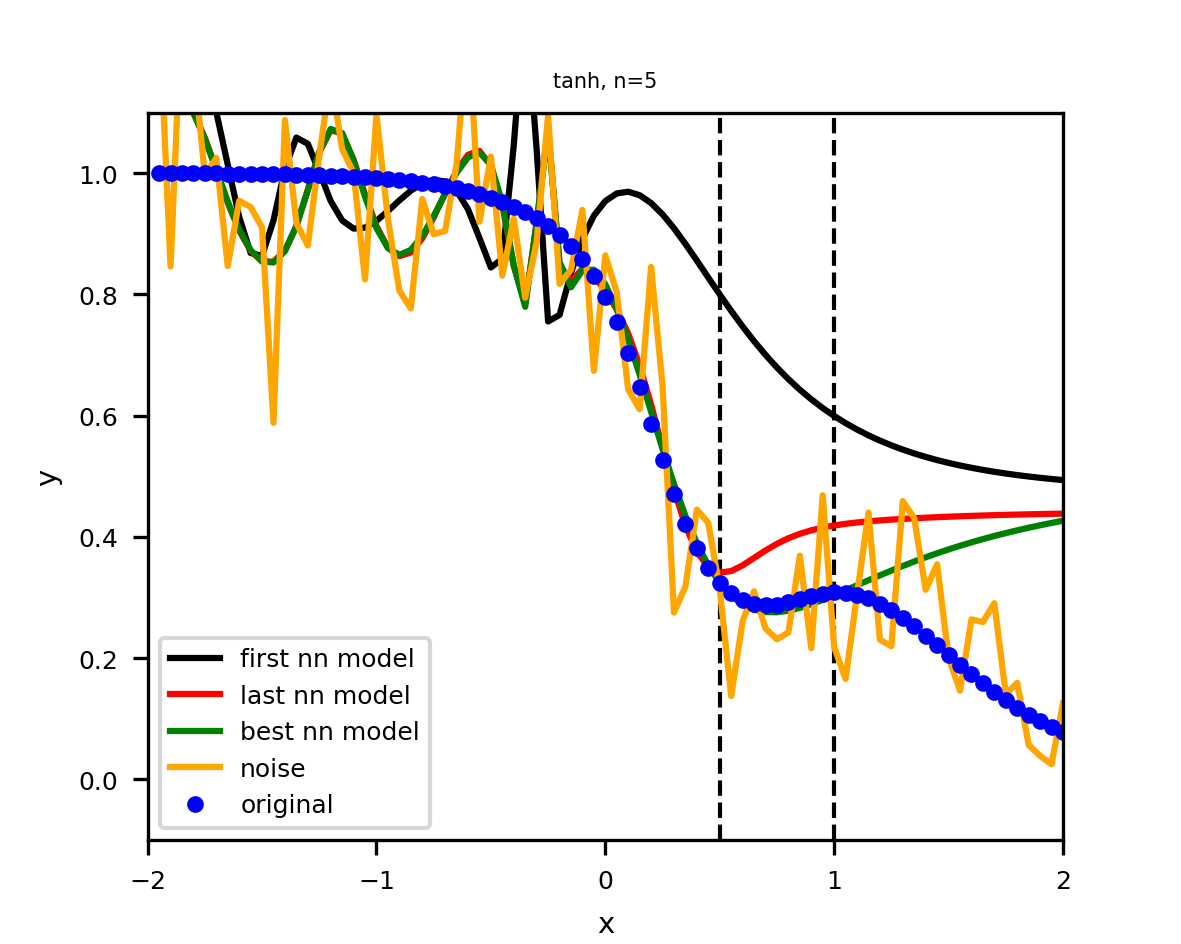 tanh, n=5
y
1.0
0.8
0.6
0.4
0.2
0.0
first nn model
last nn model
best nn model
noise
original
−2
−1
0
1
2
x